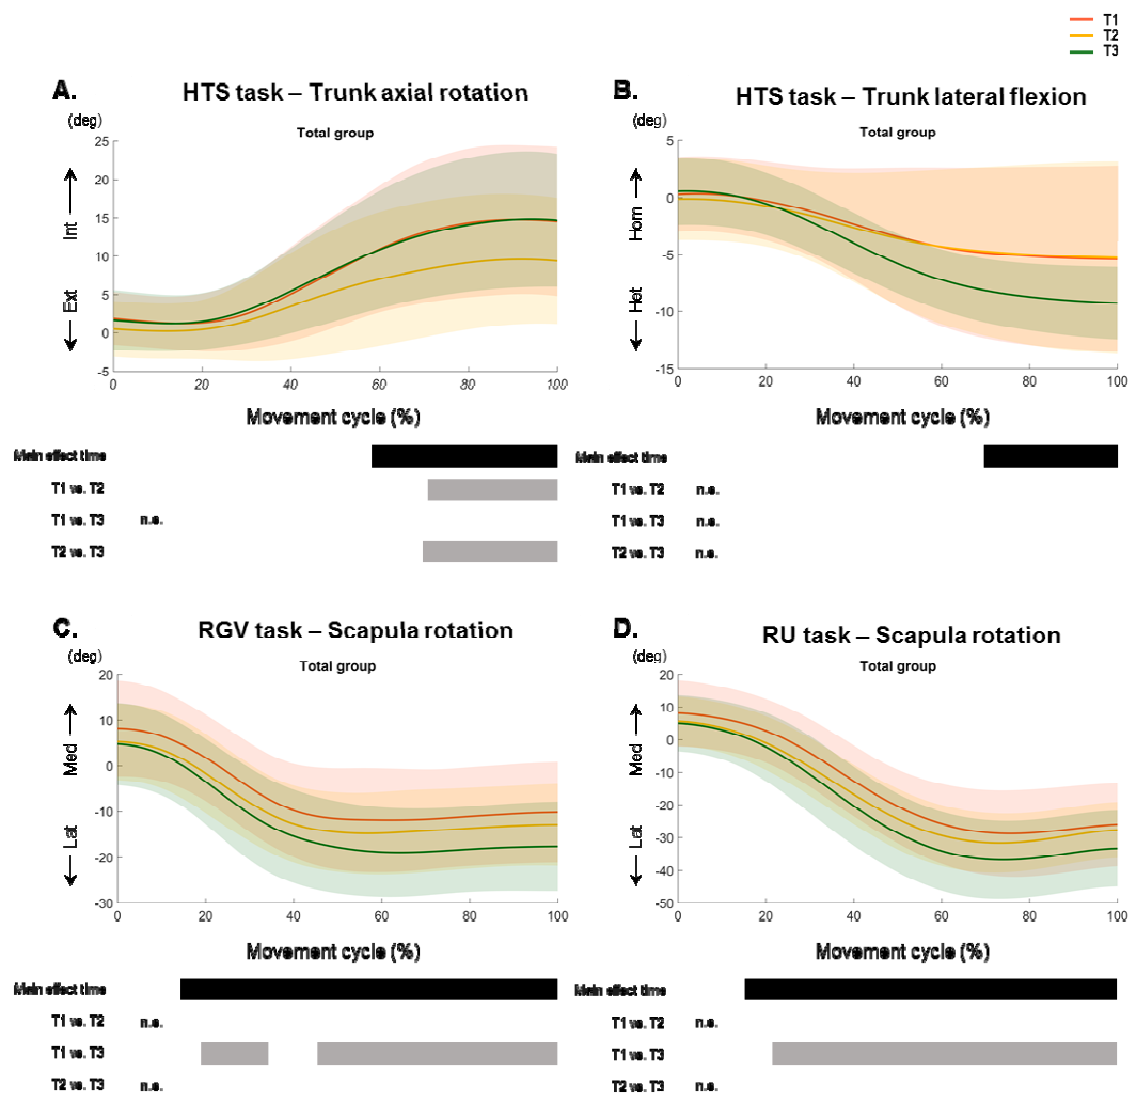 T1
T2
T3
A.
HTS task – Trunk axial rotation
(deg)
Total group
Int
Ext
25
20
15
10
5
0
-5
0 20 40 60 80 100
Movement cycle (%)
Main effect time
T1 vs. T2
T1 vs. T3 n.s.
T2 vs. T3
B.
HTS task – Trunk lateral flexion
(deg)
Total group
Hom
Het
5
0
-5
-10
-15
0 20 40 60 80 100
Movement cycle (%)
Main effect time
T1 vs. T2 n.s.
T1 vs. T3 n.s.
T2 vs. T3 n.s.
C.
RGV task – Scapula rotation
(deg)
Total group
Med
Lat
20
10
0
-10
-20
-30
0 20 40 60 80 100
Movement cycle (%)
Main effect time
T1 vs. T2 n.s.
T1 vs. T3
T2 vs. T3 n.s.
D.
RU task – Scapula rotation
(deg)
Total group
Med
Lat
20
10
0
-10
-20
-30
-40
-50
0 20 40 60 80 100
Movement cycle (%)
Main effect time
T1 vs. T2 n.s.
T1 vs. T3
T2 vs. T3 n.s.